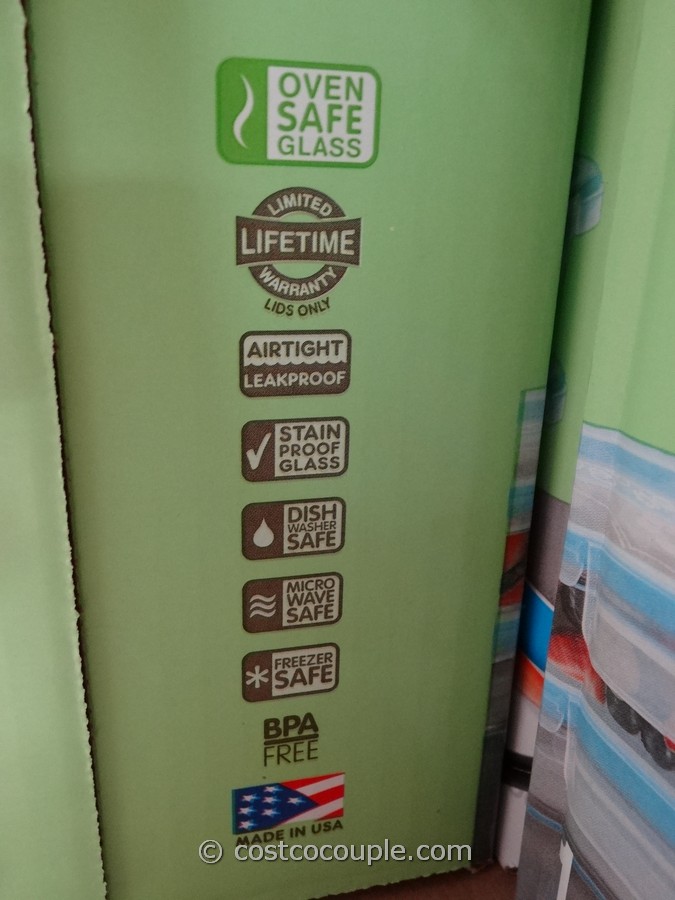 OVEN
SAFE
GLASS
LIMITED
LIFETIME
WARRANTY
LIDS ONLY
AIRTIGHT
LEAKPROOF
STAIN
PROOF
GLASS
DISH
WASHER
SAFE
MICRO
WAVE
SAFE
FREEZER
SAFE
BPA
FREE
MADE IN USA
© costcocouple.com